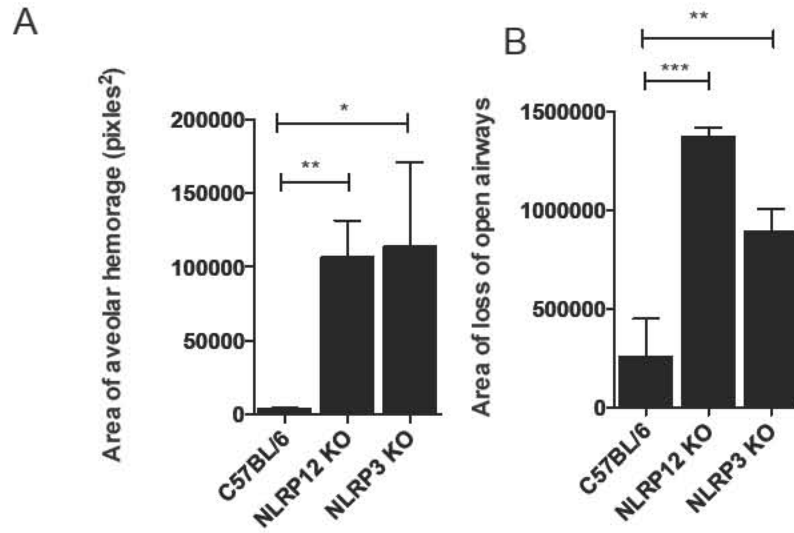 A
Area of aveolar hemorage (pixles²)
200000
150000
100000
50000
0
*
**
C57BL/6
NLRP12 KO
NLRP3 KO
B
Area of loss of open airways
1500000
1000000
500000
0
**
***
C57BL/6
NLRP12 KO
NLRP3 KO